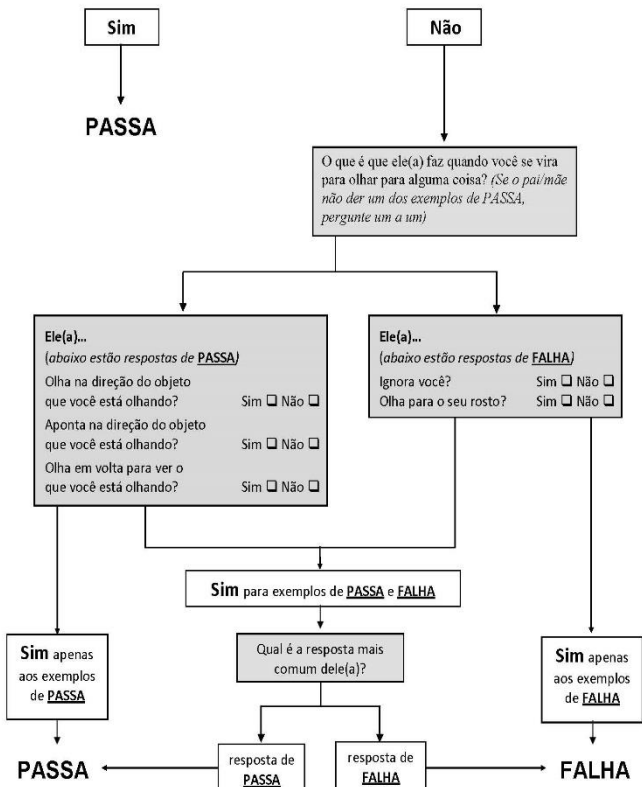 Sim
Não
PASSA
O que é que ele(a) faz quando você se vira
para olhar para alguma coisa? (Se o pai/mãe
não der um dos exemplos de PASSA,
pergunte um a um)
Ele(a)...
(abaixo estão respostas de PASSA)
Olha na direção do objeto
que você está olhando? Sim ❑ Não ❑
Aponta na direção do objeto
que você está olhando? Sim ❑ Não ❑
Olha em volta para ver o
que você está olhando? Sim ❑ Não ❑
Ele(a)...
(abaixo estão respostas de FALHA)
Ignora você? Sim ❑ Não ❑
Olha para o seu rosto? Sim ❑ Não ❑
Sim para exemplos de PASSA e FALHA
Qual é a resposta mais
comum dele(a)?
Sim apenas
aos exemplos
de PASSA
Sim apenas
aos exemplos
de FALHA
resposta de
PASSA
resposta de
FALHA
PASSA
FALHA